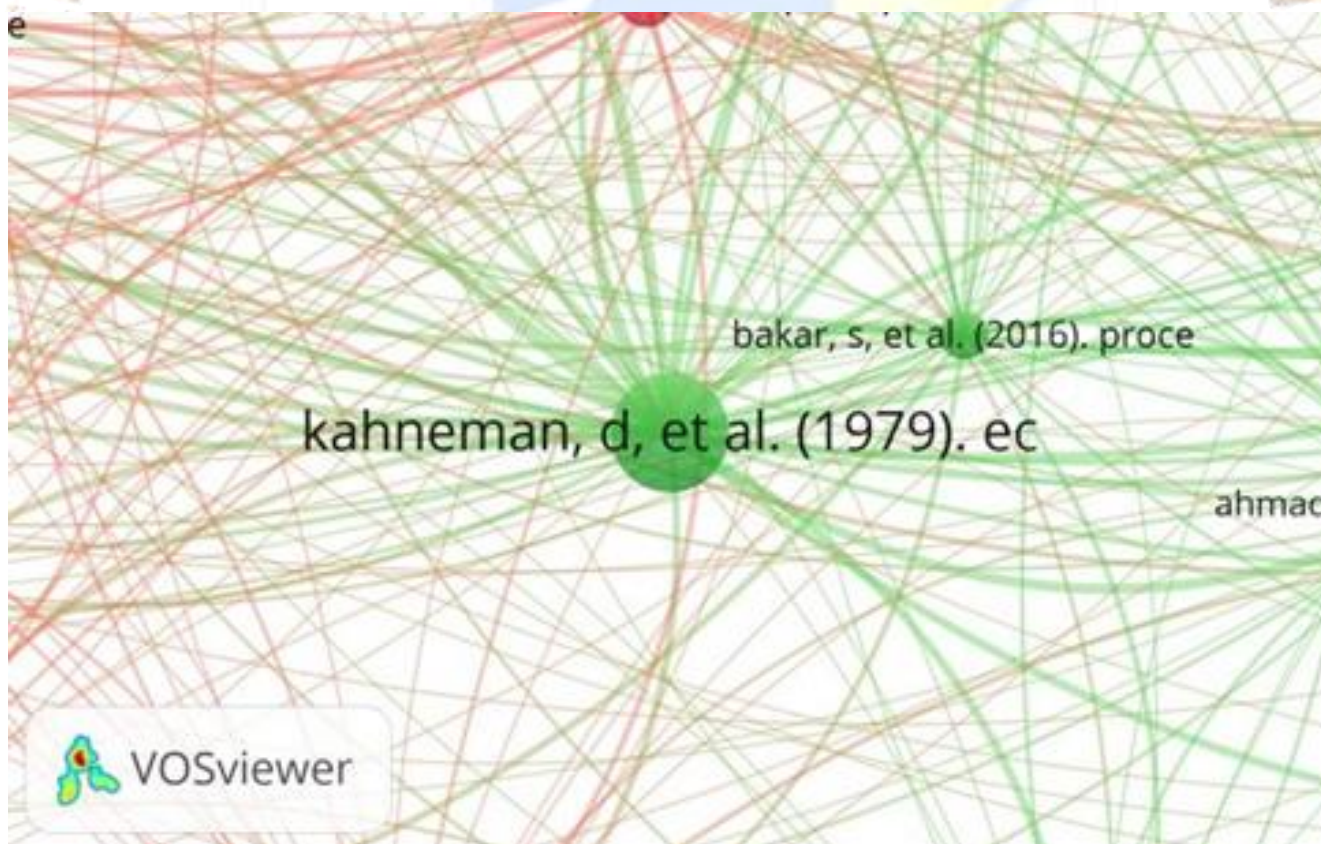 e
bakar, s, et al. (2016). proce
kahneman, d, et al. (1979). ec
ahmad
VOSviewer